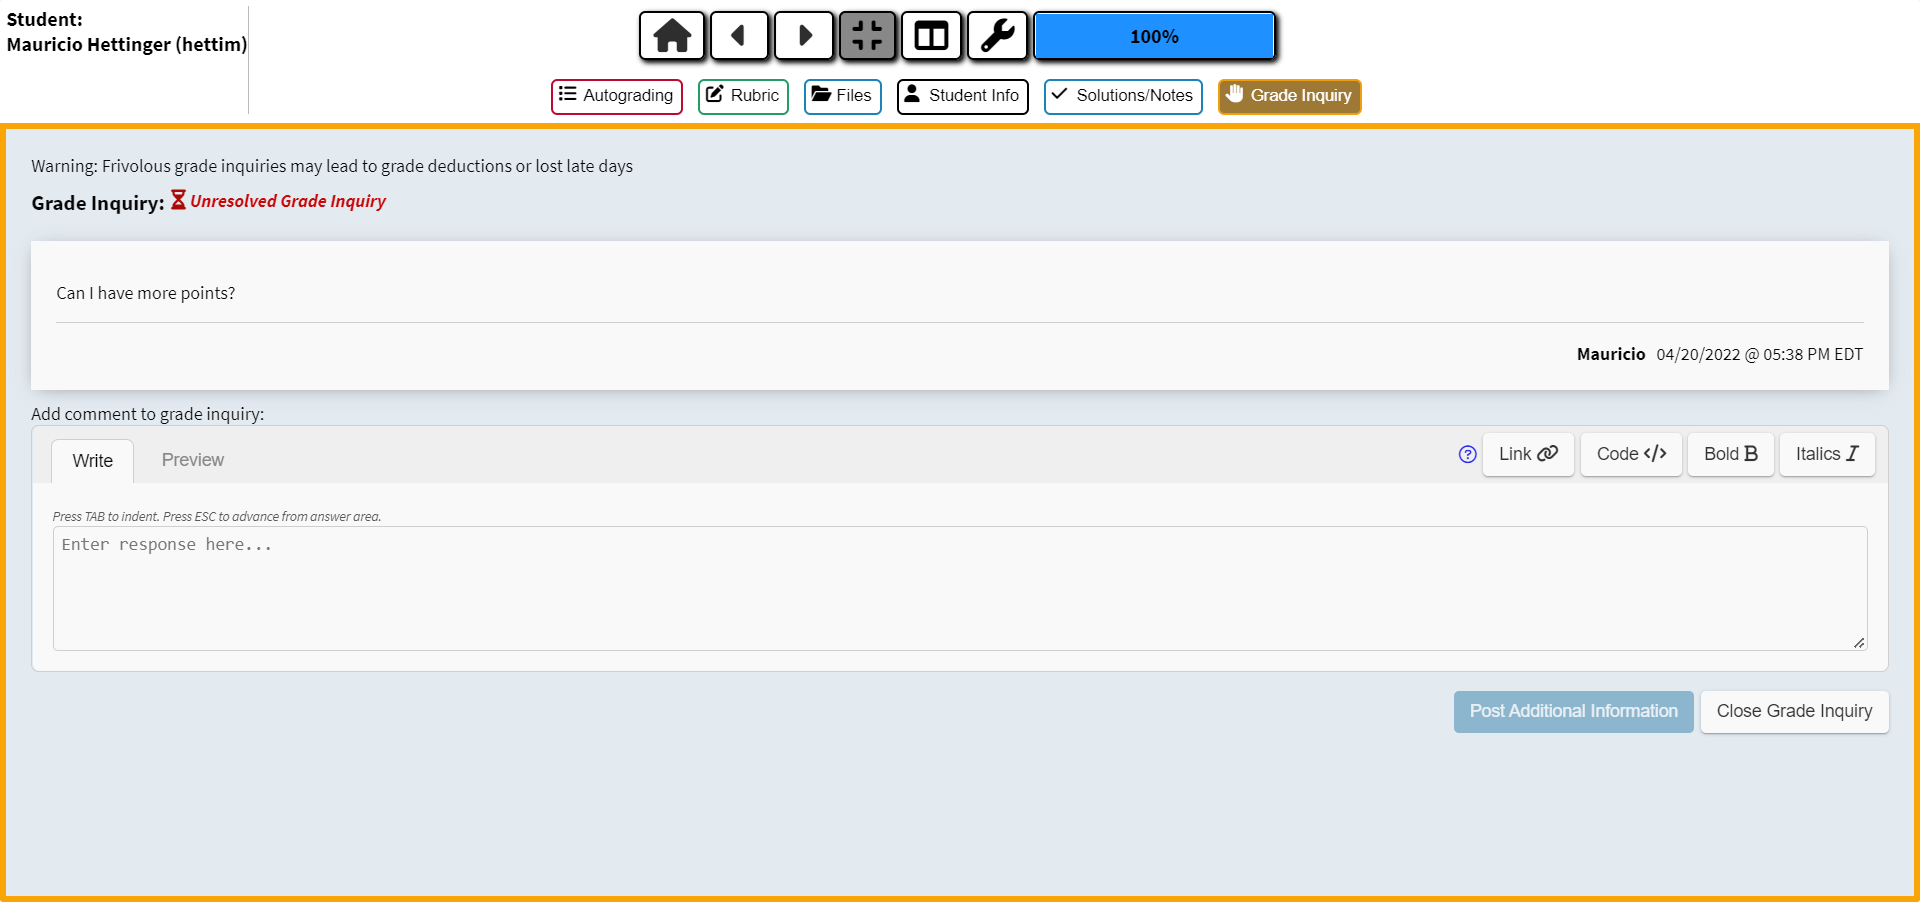 Student:
Mauricio Hettinger (hettim)
100%
Autograding
Rubric
Files
Student Info
Solutions/Notes
Grade Inquiry
Warning: Frivolous grade inquiries may lead to grade deductions or lost late days
Grade Inquiry: Unresolved Grade Inquiry
Can I have more points?
Mauricio 04/20/2022 @ 05:38 PM EDT
Add comment to grade inquiry:
Write
Preview
Link
Code </>
Bold B
Italics I
Press TAB to indent. Press ESC to advance from answer area.
Enter response here...
Post Additional Information
Close Grade Inquiry